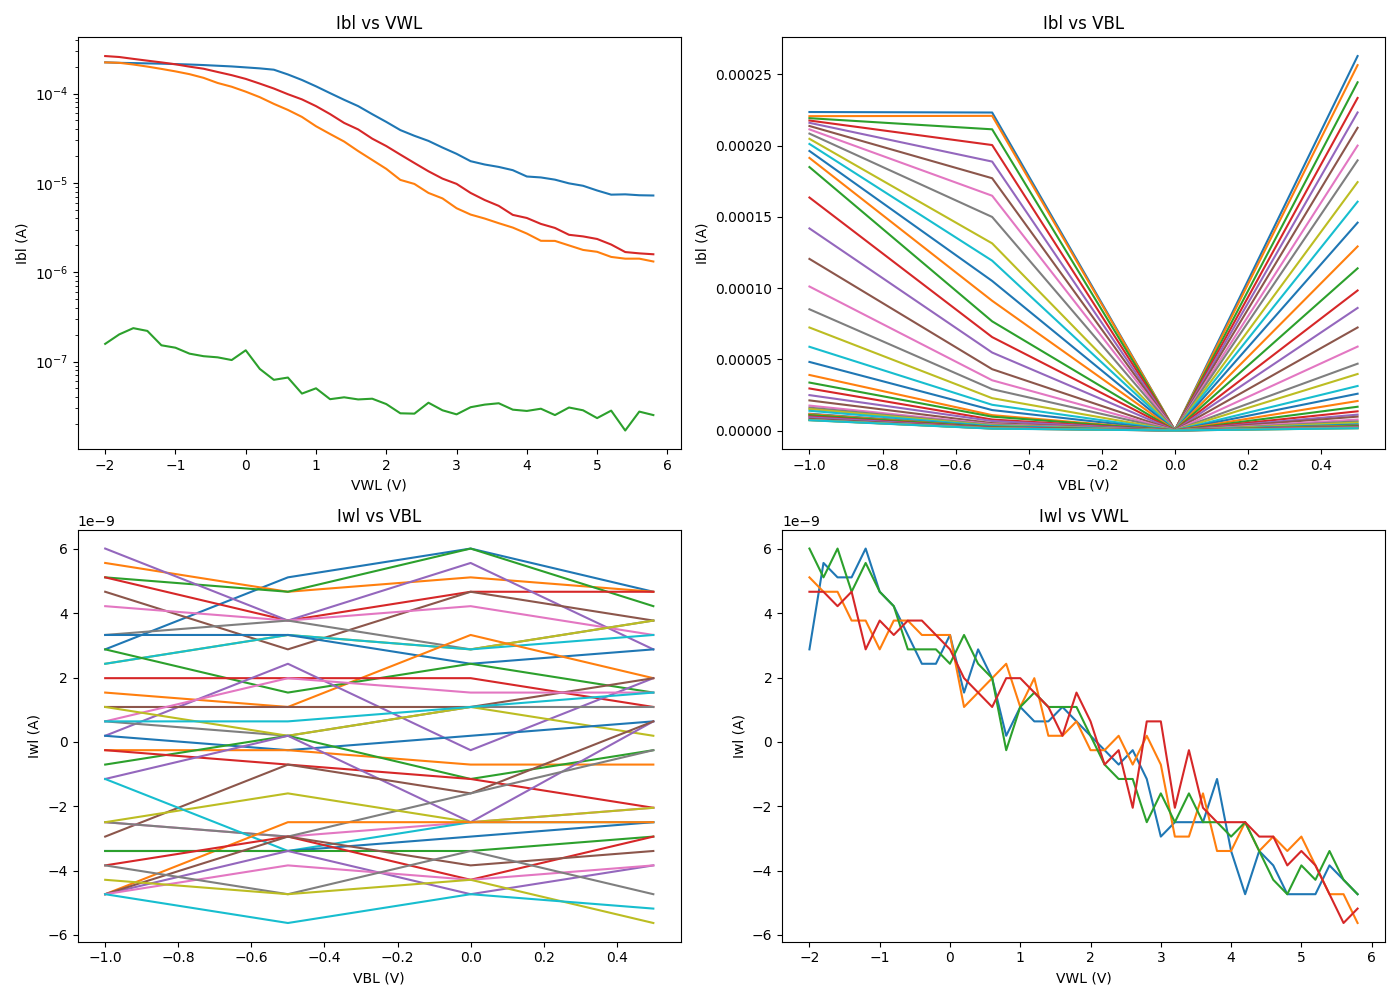 Ibl vs VWL
Ibl (A)
10⁻⁴
10⁻⁵
10⁻⁶
10⁻⁷
−2 −1 0 1 2 3 4 5 6
VWL (V)
Ibl vs VBL
Ibl (A)
0.00025
0.00020
0.00015
0.00010
0.00005
0.00000
−1.0 −0.8 −0.6 −0.4 −0.2 0.0 0.2 0.4
VBL (V)
Iwl vs VBL
1e−9
Iwl (A)
6
4
2
0
−2
−4
−6
−1.0 −0.8 −0.6 −0.4 −0.2 0.0 0.2 0.4
VBL (V)
Iwl vs VWL
1e−9
Iwl (A)
6
4
2
0
−2
−4
−6
−2 −1 0 1 2 3 4 5 6
VWL (V)